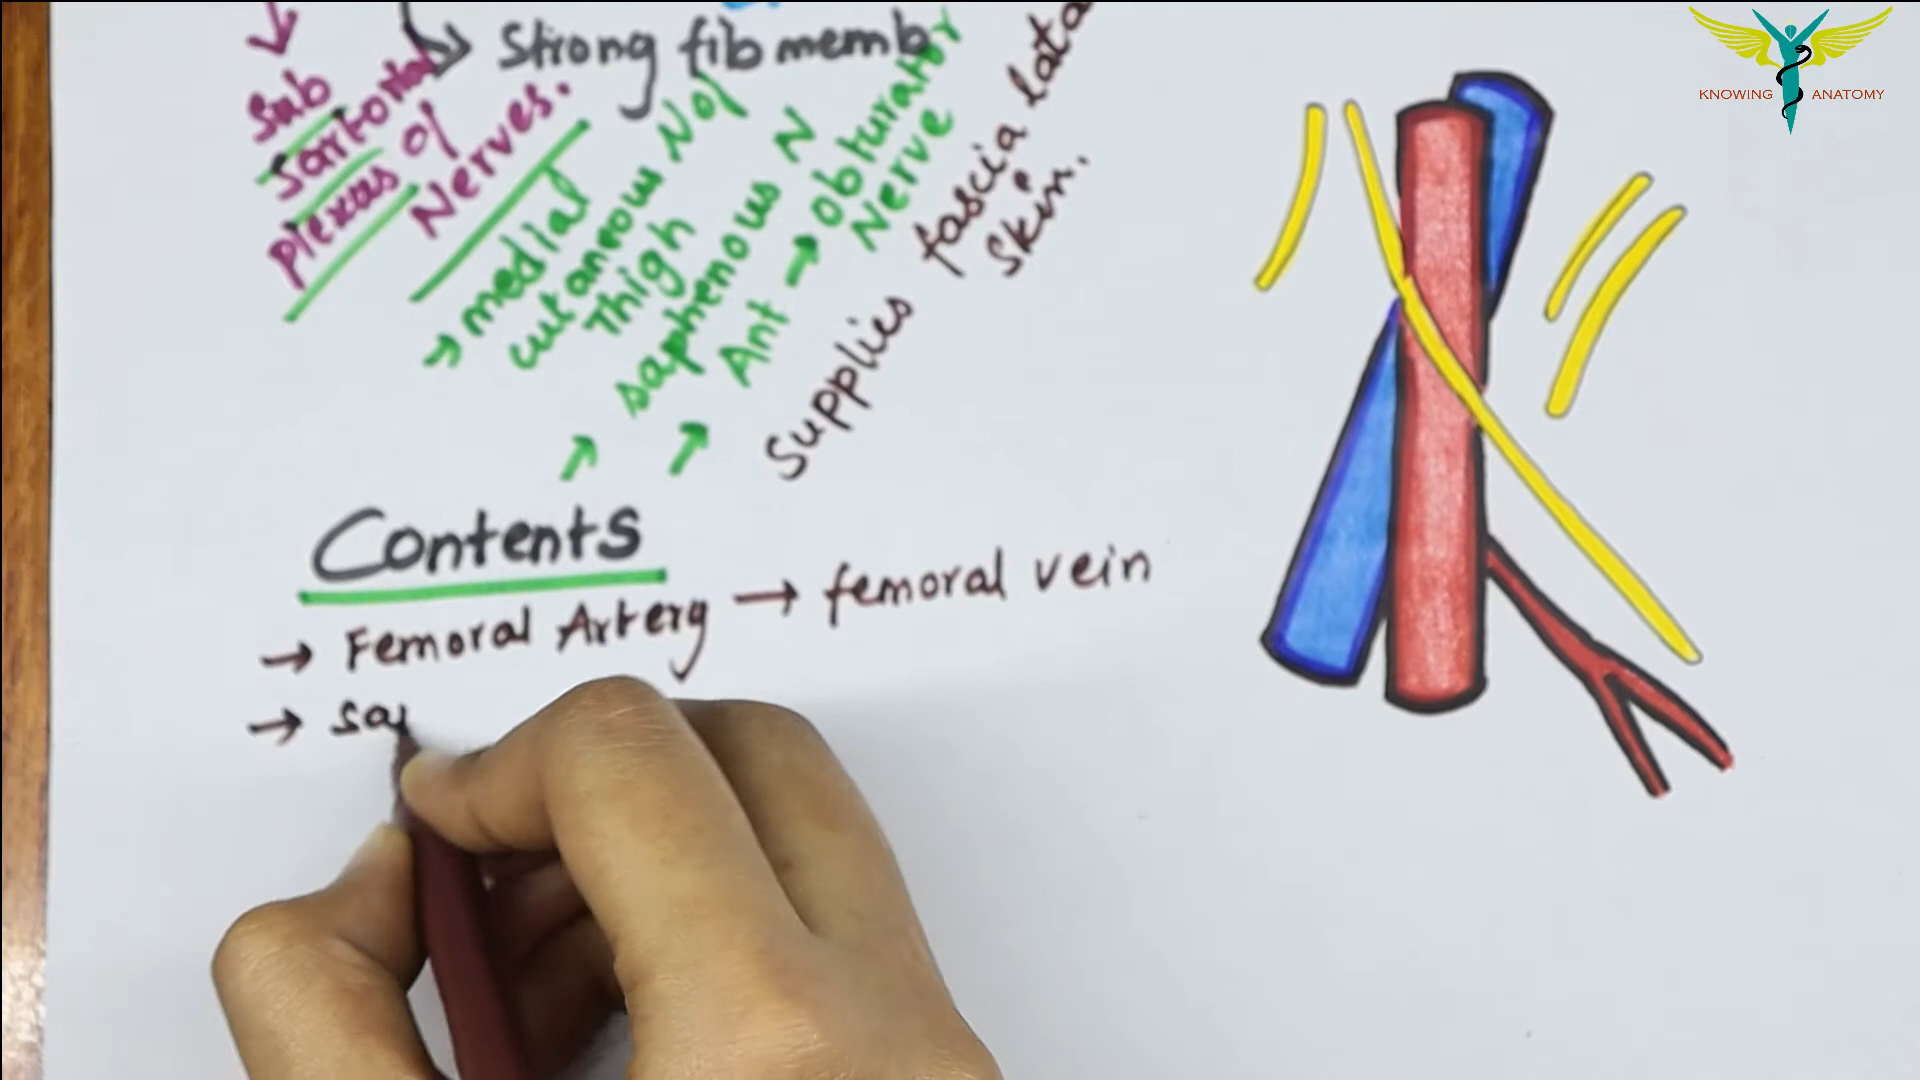 Strong fib memb
Sub
Sartorial
plexus of
Nerves.
→ medial
cutaneous N of
Thigh
→ saphenous N
→ Ant → obturator
Nerve
Supplies fascia lata
Skin.
Contents
→ Femoral Artery → femoral vein
→ sa
KNOWING ANATOMY